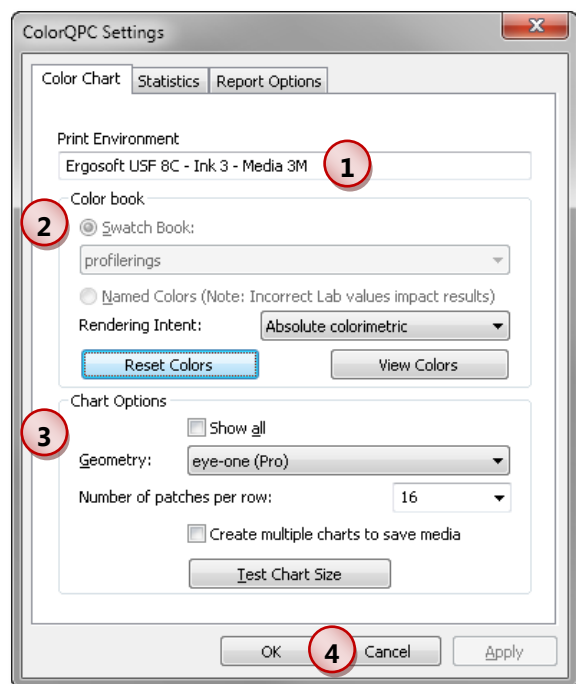 ColorQPC Settings
Color Chart Statistics Report Options
Print Environment
Ergosoft USF 8C - Ink 3 - Media 3M 1
Color book
2 Swatch Book:
profilerings
Named Colors (Note: Incorrect Lab values impact results)
Rendering Intent: Absolute colorimetric
Reset Colors View Colors
Chart Options
3 Show all
Geometry: eye-one (Pro)
Number of patches per row: 16
Create multiple charts to save media
Test Chart Size
OK 4 Cancel Apply